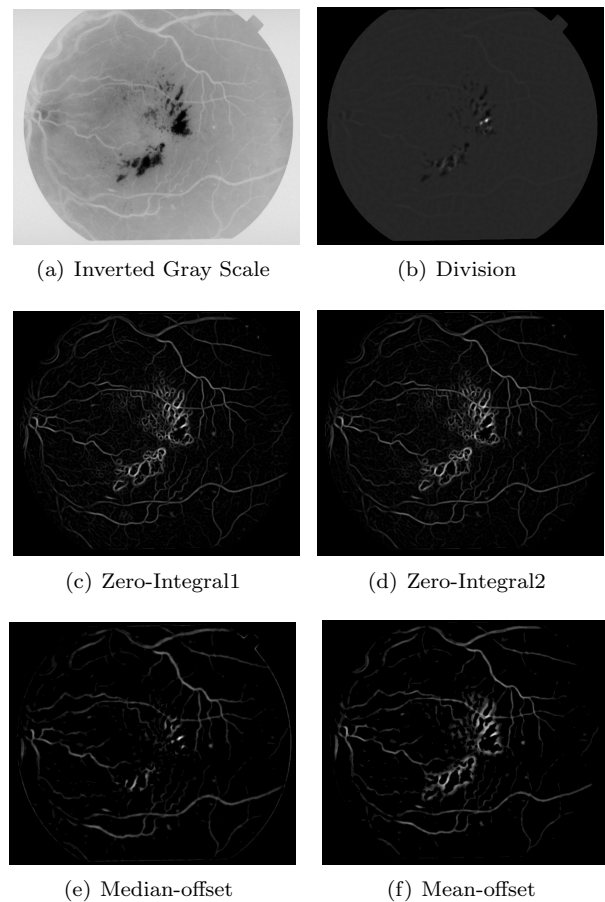 (a) Inverted Gray Scale
(b) Division
(c) Zero-Integral1
(d) Zero-Integral2
(e) Median-offset
(f) Mean-offset